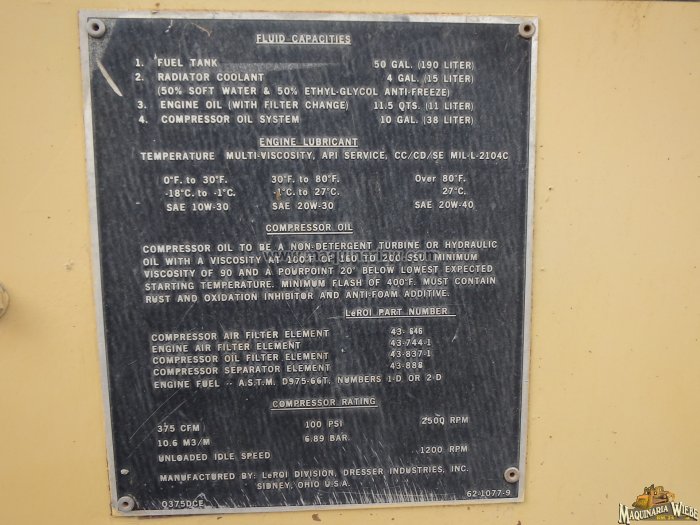 FLUID CAPACITIES
1. FUEL TANK 50 GAL. (190 LITER)
2. RADIATOR COOLANT 4 GAL. (15 LITER)
(50% SOFT WATER & 50% ETHYL-GLYCOL ANTI-FREEZE)
3. ENGINE OIL (WITH FILTER CHANGE) 11.5 QTS. (11 LITER)
4. COMPRESSOR OIL SYSTEM 10 GAL. (38 LITER)
ENGINE LUBRICANT
TEMPERATURE MULTI-VISCOSITY, API SERVICE, CC/CD/SE MIL-L-2104C
0°F. to 30°F. 30°F. to 80°F. Over 80°F.
-18°C. to -1°C. -1°C. to 27°C. 27°C.
SAE 10W-30 SAE 20W-30 SAE 20W-40
COMPRESSOR OIL
COMPRESSOR OIL TO BE A NON-DETERGENT TURBINE OR HYDRAULIC
OIL WITH A VISCOSITY AT 100°F OF 160 TO 200 SSU. MINIMUM
VISCOSITY OF 90 AND A POURPOINT 20° BELOW LOWEST EXPECTED
STARTING TEMPERATURE. MINIMUM FLASH OF 400°F. MUST CONTAIN
RUST AND OXIDATION INHIBITOR AND ANTI-FOAM ADDITIVE.
LeROI PART NUMBER
COMPRESSOR AIR FILTER ELEMENT 43-646
ENGINE AIR FILTER ELEMENT 43-744-1
COMPRESSOR OIL FILTER ELEMENT 43-837-1
COMPRESSOR SEPARATOR ELEMENT 43-886
ENGINE FUEL -- A.S.T.M. D975-66T. NUMBERS 1-D OR 2-D
COMPRESSOR RATING
375 CFM 100 PSI 2500 RPM
10.6 M3/M 6.89 BAR
UNLOADED IDLE SPEED 1200 RPM
MANUFACTURED BY: LeROI DIVISION, DRESSER INDUSTRIES, INC.
SIDNEY, OHIO U.S.A.
Q375DCE 62-1077-9
MAQUINARIA WIEBE